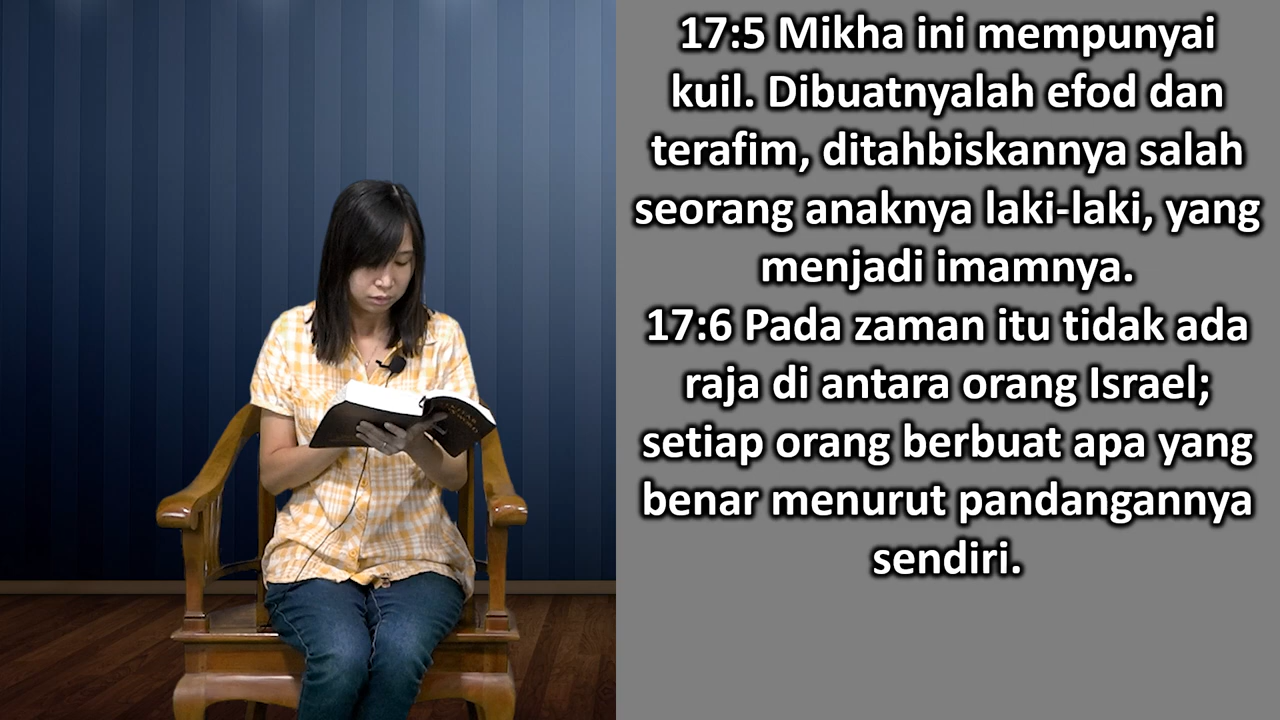 17:5 Mikha ini mempunyai
kuil. Dibuatnyalah efod dan
terafim, ditahbiskannya salah
seorang anaknya laki-laki, yang
menjadi imamnya.
17:6 Pada zaman itu tidak ada
raja di antara orang Israel;
setiap orang berbuat apa yang
benar menurut pandangannya
sendiri.